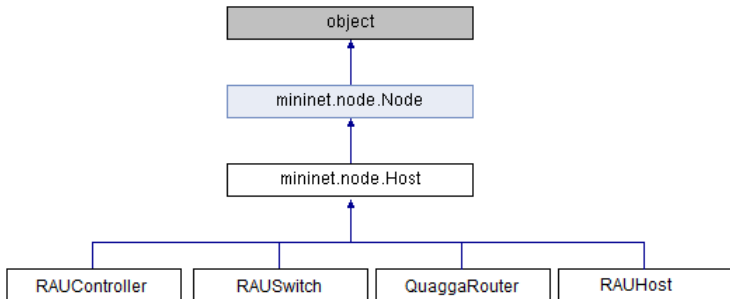 object
mininet.node.Node
mininet.node.Host
RAUController
RAUSwitch
QuaggaRouter
RAUHost